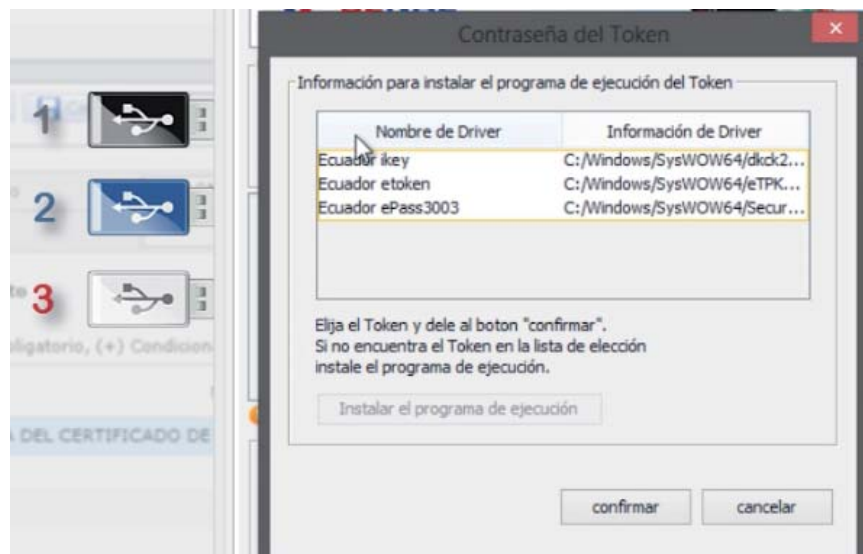 Contraseña del Token
Información para instalar el programa de ejecución del Token
Nombre de Driver Información de Driver
Ecuador ikey C:/Windows/SysWOW64/dkck2...
Ecuador etoken C:/Windows/SysWOW64/eTPK...
Ecuador ePass3003 C:/Windows/SysWOW64/Secur...
Elija el Token y dele al boton "confirmar".
Si no encuentra el Token en la lista de elección
instale el programa de ejecución.
Instalar el programa de ejecución
confirmar cancelar
1
2
3
ligatorio, (+) Condicion
DEL CERTIFICADO DE